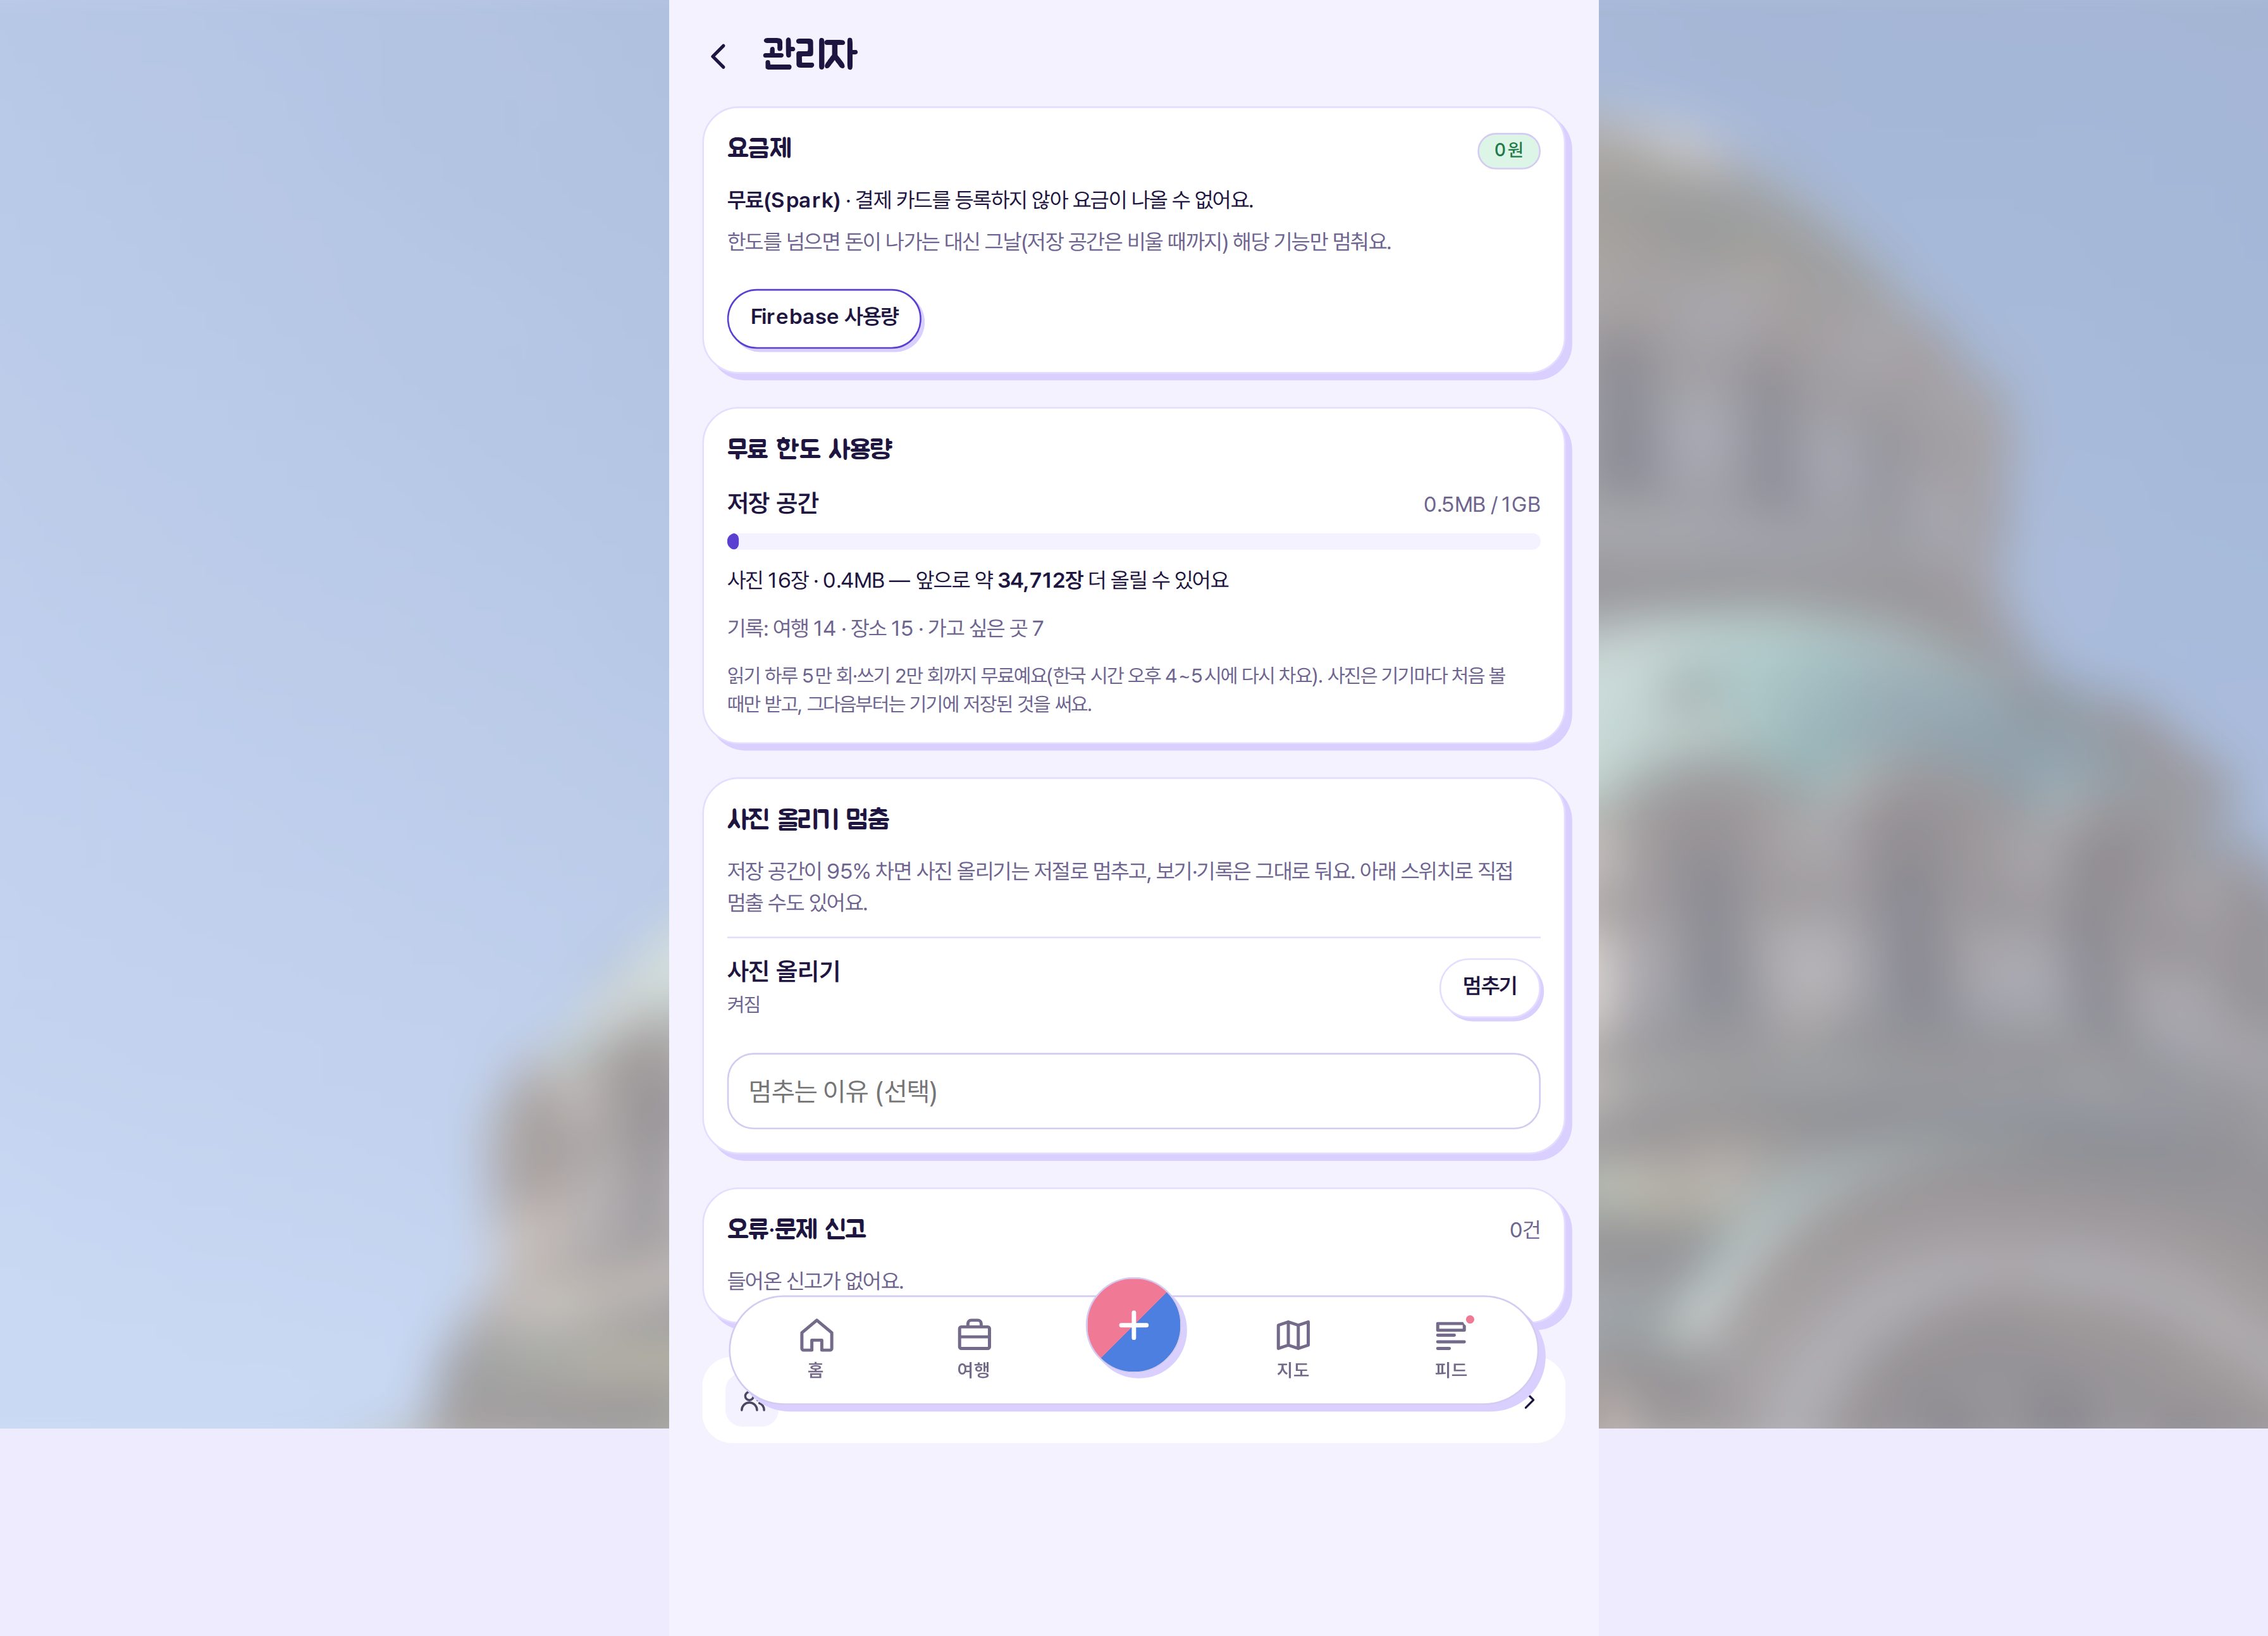 관리자
요금제
0원
무료(Spark) · 결제 카드를 등록하지 않아 요금이 나올 수 없어요.
한도를 넘으면 돈이 나가는 대신 그날(저장 공간은 비울 때까지) 해당 기능만 멈춰요.
Firebase 사용량
무료 한도 사용량
저장 공간
0.5MB / 1GB
사진 16장 · 0.4MB — 앞으로 약 34,712장 더 올릴 수 있어요
기록: 여행 14 · 장소 15 · 가고 싶은 곳 7
읽기 하루 5만 회·쓰기 2만 회까지 무료예요(한국 시간 오후 4~5시에 다시 차요). 사진은 기기마다 처음 볼
때만 받고, 그다음부터는 기기에 저장된 것을 써요.
사진 올리기 멈춤
저장 공간이 95% 차면 사진 올리기는 저절로 멈추고, 보기·기록은 그대로 둬요. 아래 스위치로 직접
멈출 수도 있어요.
사진 올리기
켜짐
멈추기
멈추는 이유 (선택)
오류·문제 신고
0건
들어온 신고가 없어요.
홈
여행
지도
피드